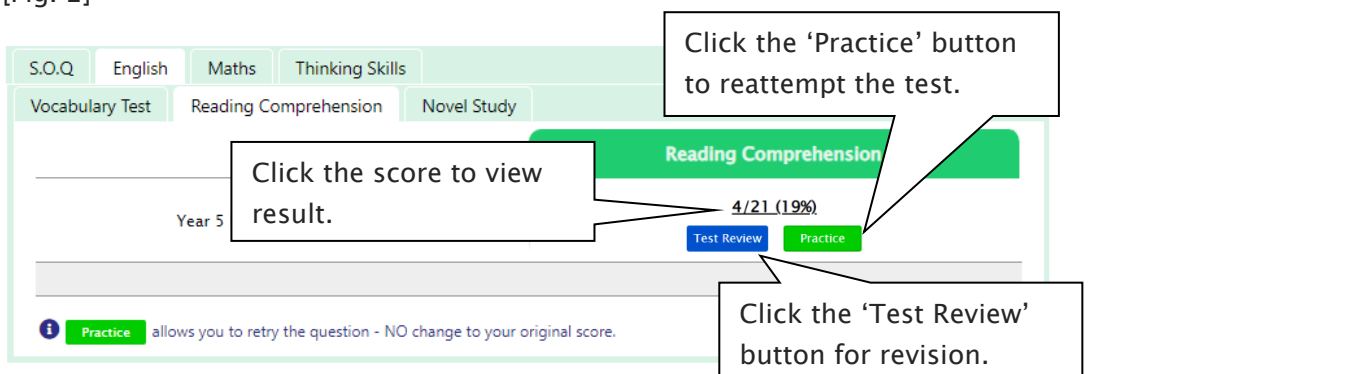 Click the ‘Practice’ button
to reattempt the test.
S.O.Q English Maths Thinking Skills
Vocabulary Test Reading Comprehension Novel Study
Reading Comprehension
Click the score to view
result.
Year 5
4/21 (19%)
Test Review Practice
Click the ‘Test Review’
button for revision.
Practice allows you to retry the question - NO change to your original score.